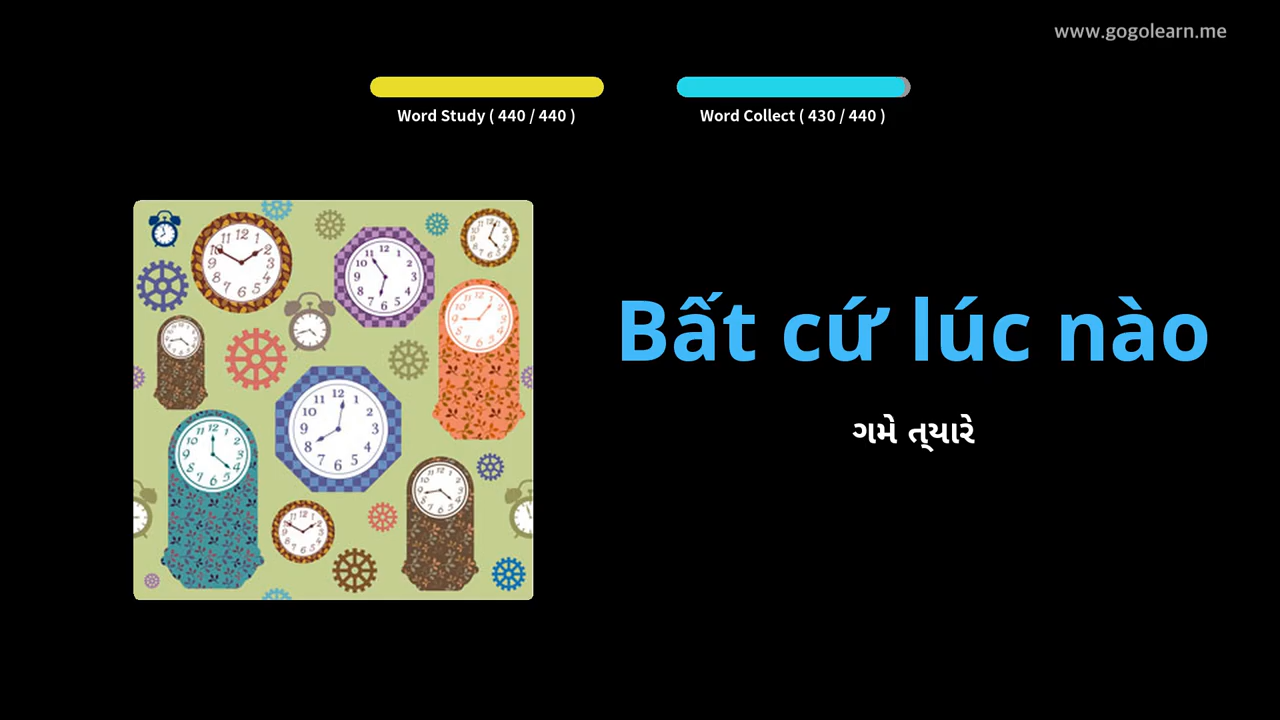 www.gogolearn.me
Word Study ( 440 / 440 )
Word Collect ( 430 / 440 )
Bất cứ lúc nào
ગમે ત્યારે